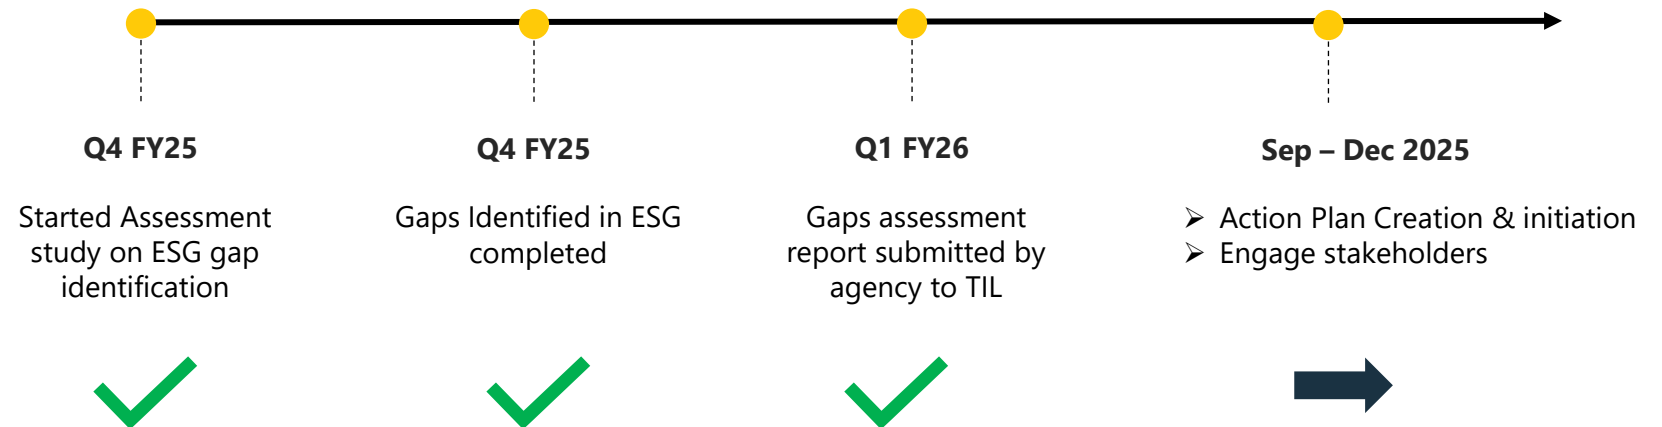 Q4 FY25
Started Assessment
study on ESG gap
identification
Q4 FY25
Gaps Identified in ESG
completed
Q1 FY26
Gaps assessment
report submitted by
agency to TIL
Sep – Dec 2025
➢ Action Plan Creation & initiation
➢ Engage stakeholders